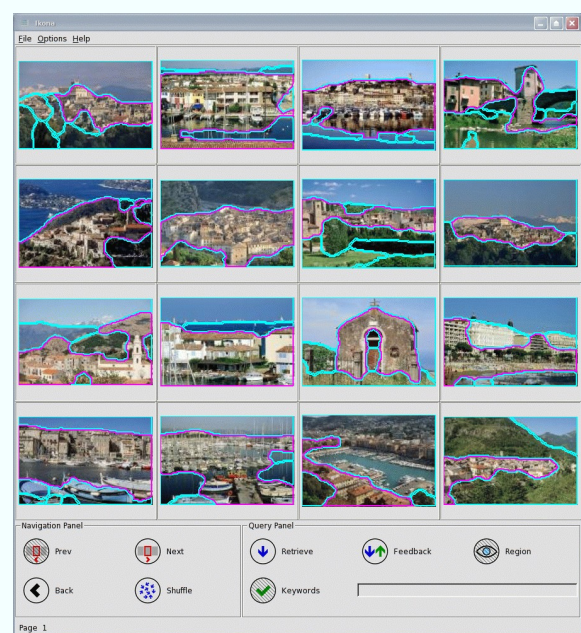 Ikona
File Options Help
Navigation Panel
Query Panel
Prev
Next
Retrieve
Feedback
Region
Back
Shuffle
Keywords
Page 1